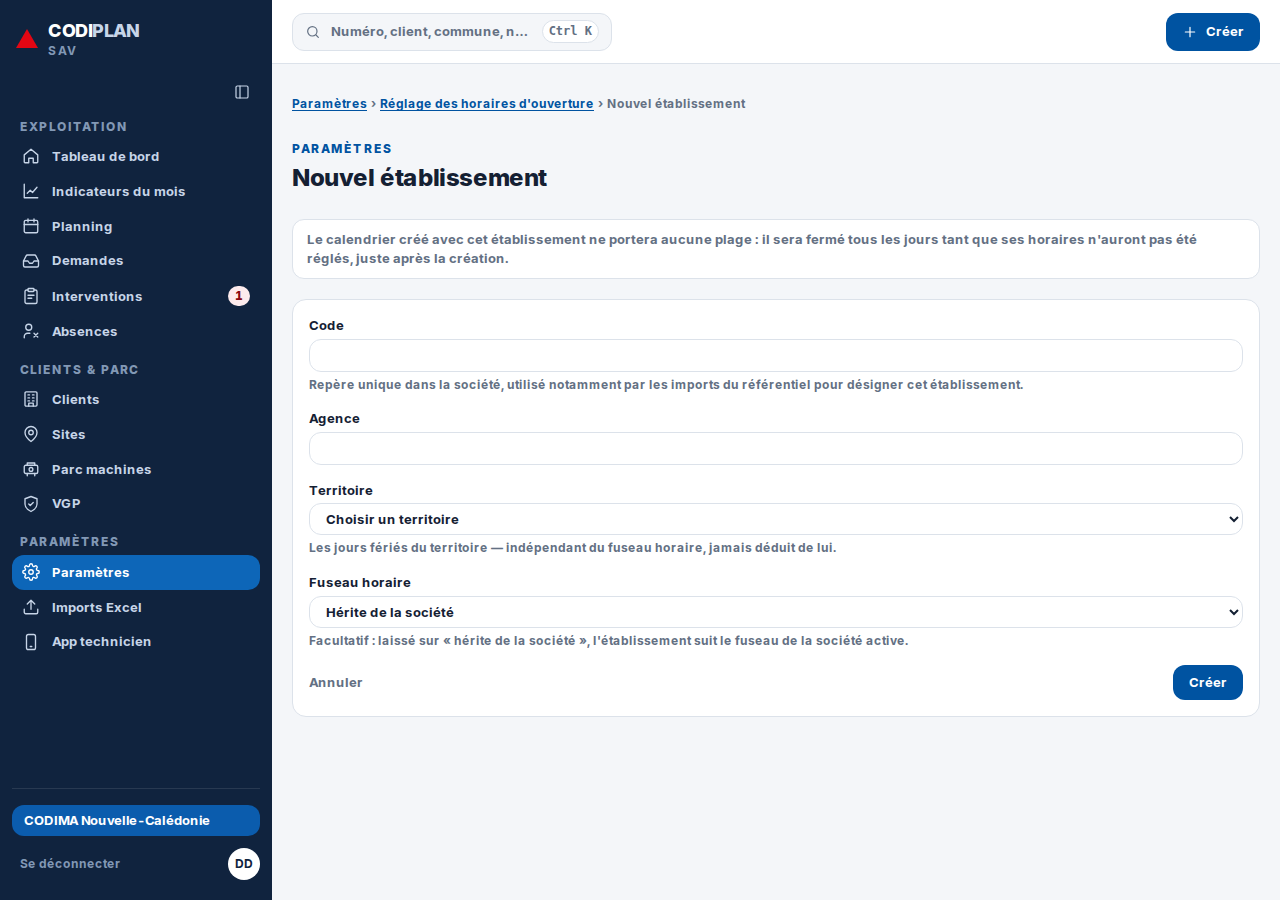 CODIPLAN
SAV
EXPLOITATION
Tableau de bord
Indicateurs du mois
Planning
Demandes
Interventions 1
Absences
CLIENTS & PARC
Clients
Sites
Parc machines
VGP
PARAMÈTRES
Paramètres
Imports Excel
App technicien
CODIMA Nouvelle-Calédonie
Se déconnecter DD
Numéro, client, commune, n… Ctrl K
Créer
Paramètres › Réglage des horaires d'ouverture › Nouvel établissement
PARAMÈTRES
Nouvel établissement
Le calendrier créé avec cet établissement ne portera aucune plage : il sera fermé tous les jours tant que ses horaires n'auront pas été
réglés, juste après la création.
Code
Repère unique dans la société, utilisé notamment par les imports du référentiel pour désigner cet établissement.
Agence
Territoire
Choisir un territoire
Les jours fériés du territoire — indépendant du fuseau horaire, jamais déduit de lui.
Fuseau horaire
Hérite de la société
Facultatif : laissé sur « hérite de la société », l'établissement suit le fuseau de la société active.
Annuler Créer